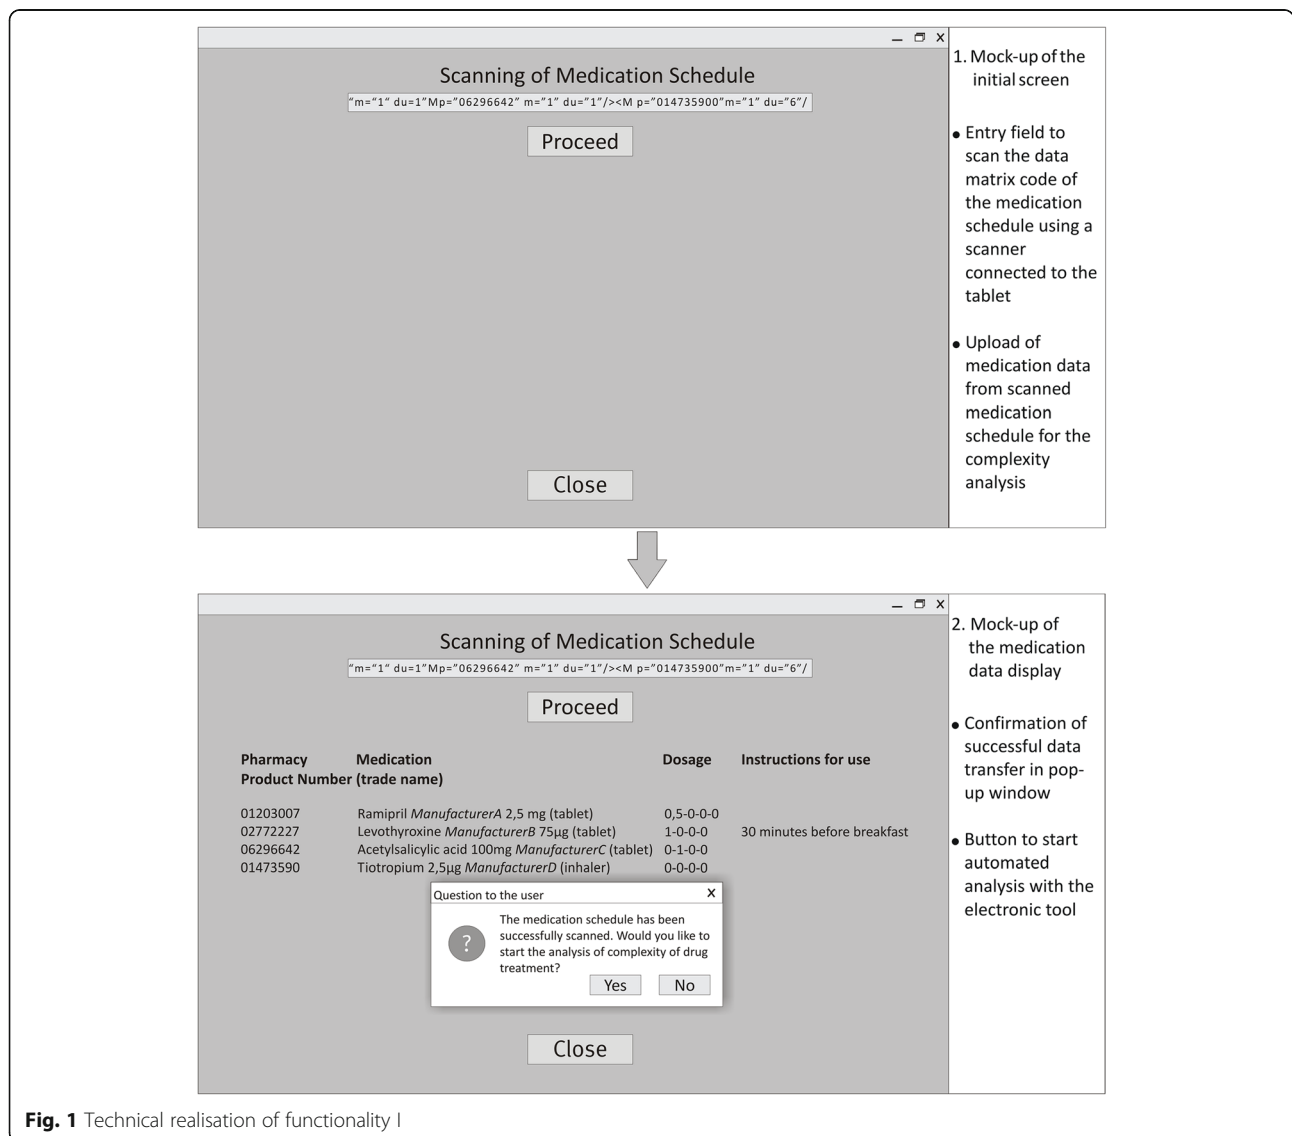 Scanning of Medication Schedule
“m=”1” du=1”Mp=”06296642” m=”1” du=”1”/><M p=”014735900”m=”1” du=”6”/
Proceed
Close
1. Mock-up of the
initial screen
• Entry field to
scan the data
matrix code of
the medication
schedule using a
scanner
connected to the
tablet
• Upload of
medication data
from scanned
medication
schedule for the
complexity
analysis
Scanning of Medication Schedule
“m=”1” du=1”Mp=”06296642” m=”1” du=”1”/><M p=”014735900”m=”1” du=”6”/
Proceed
Pharmacy Medication Dosage Instructions for use
Product Number (trade name)
01203007 Ramipril ManufacturerA 2,5 mg (tablet) 0,5-0-0-0
02772227 Levothyroxine ManufacturerB 75µg (tablet) 1-0-0-0 30 minutes before breakfast
06296642 Acetylsalicylic acid 100mg ManufacturerC (tablet) 0-1-0-0
01473590 Tiotropium 2,5µg ManufacturerD (inhaler) 0-0-0-0
Question to the user X
?
The medication schedule has been
successfully scanned. Would you like to
start the analysis of complexity of drug
treatment?
Yes No
Close
2. Mock-up of
the medication
data display
• Confirmation of
successful data
transfer in pop-
up window
• Button to start
automated
analysis with the
electronic tool
Fig. 1 Technical realisation of functionality I